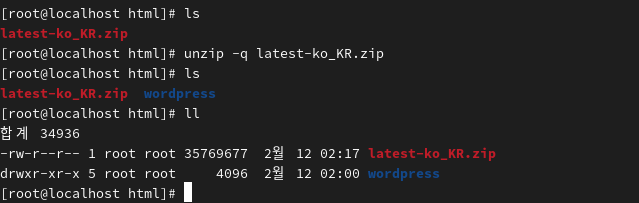 [root@localhost html]# ls
latest-ko_KR.zip
[root@localhost html]# unzip -q latest-ko_KR.zip
[root@localhost html]# ls
latest-ko_KR.zip  wordpress
[root@localhost html]# ll
합계 34936
-rw-r--r-- 1 root root 35769677  2월 12 02:17 latest-ko_KR.zip
drwxr-xr-x 5 root root     4096  2월 12 02:00 wordpress
[root@localhost html]#